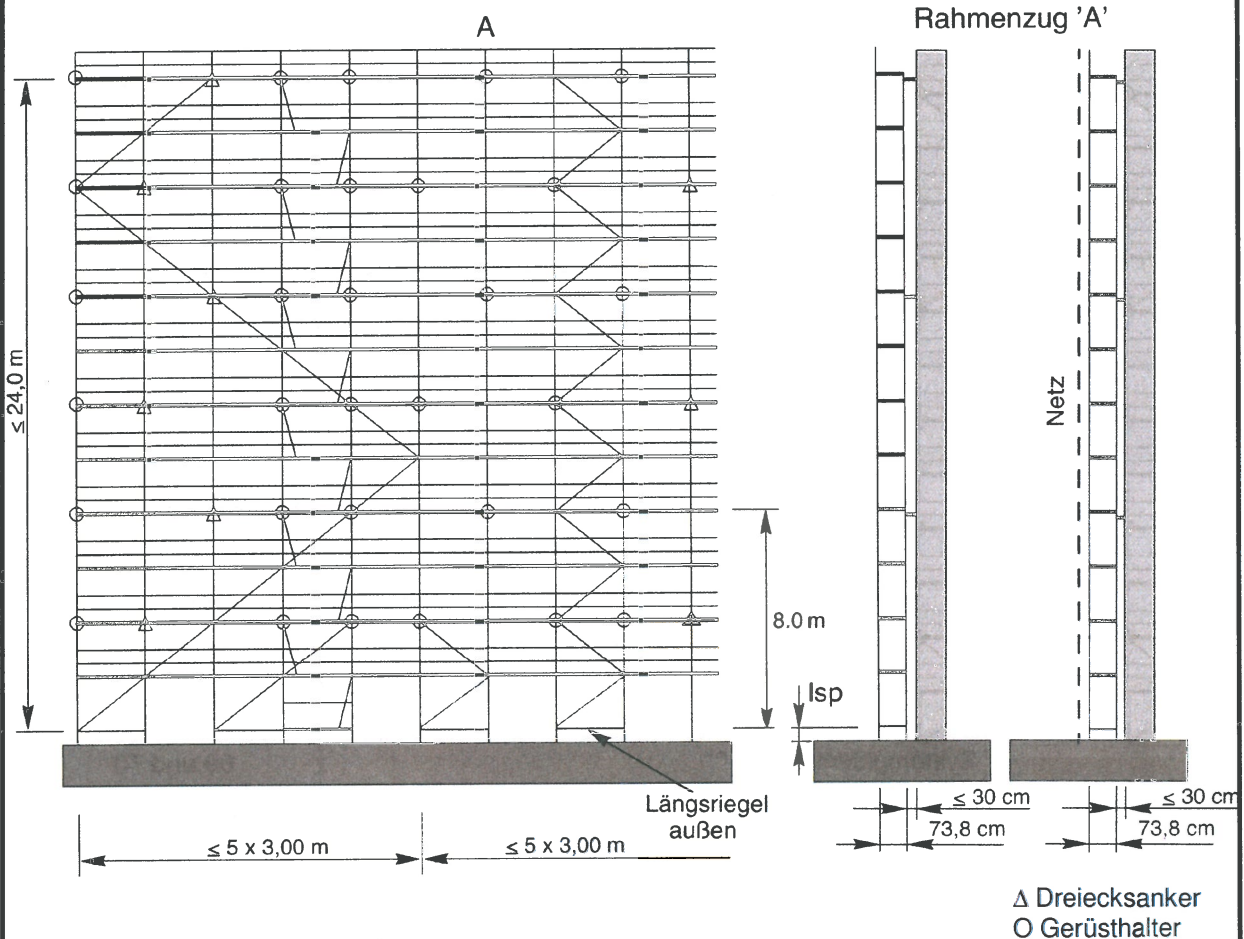 A
Rahmenzug 'A'
≤ 24,0 m
Netz
8.0 m
lsp
Längsriegel
außen
≤ 5 x 3,00 m
≤ 5 x 3,00 m
≤ 30 cm
73,8 cm
≤ 30 cm
73,8 cm
Δ Dreiecksanker
O Gerüsthalter